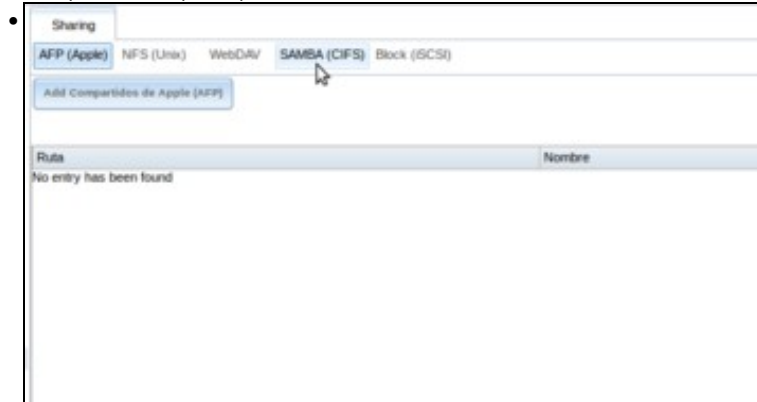 Sharing
AFP (Apple) NFS (Unix) WebDAV SAMBA (CIFS) Block (iSCSI)
Add Compartidos de Apple (AFP)
Ruta Nombre
No entry has been found